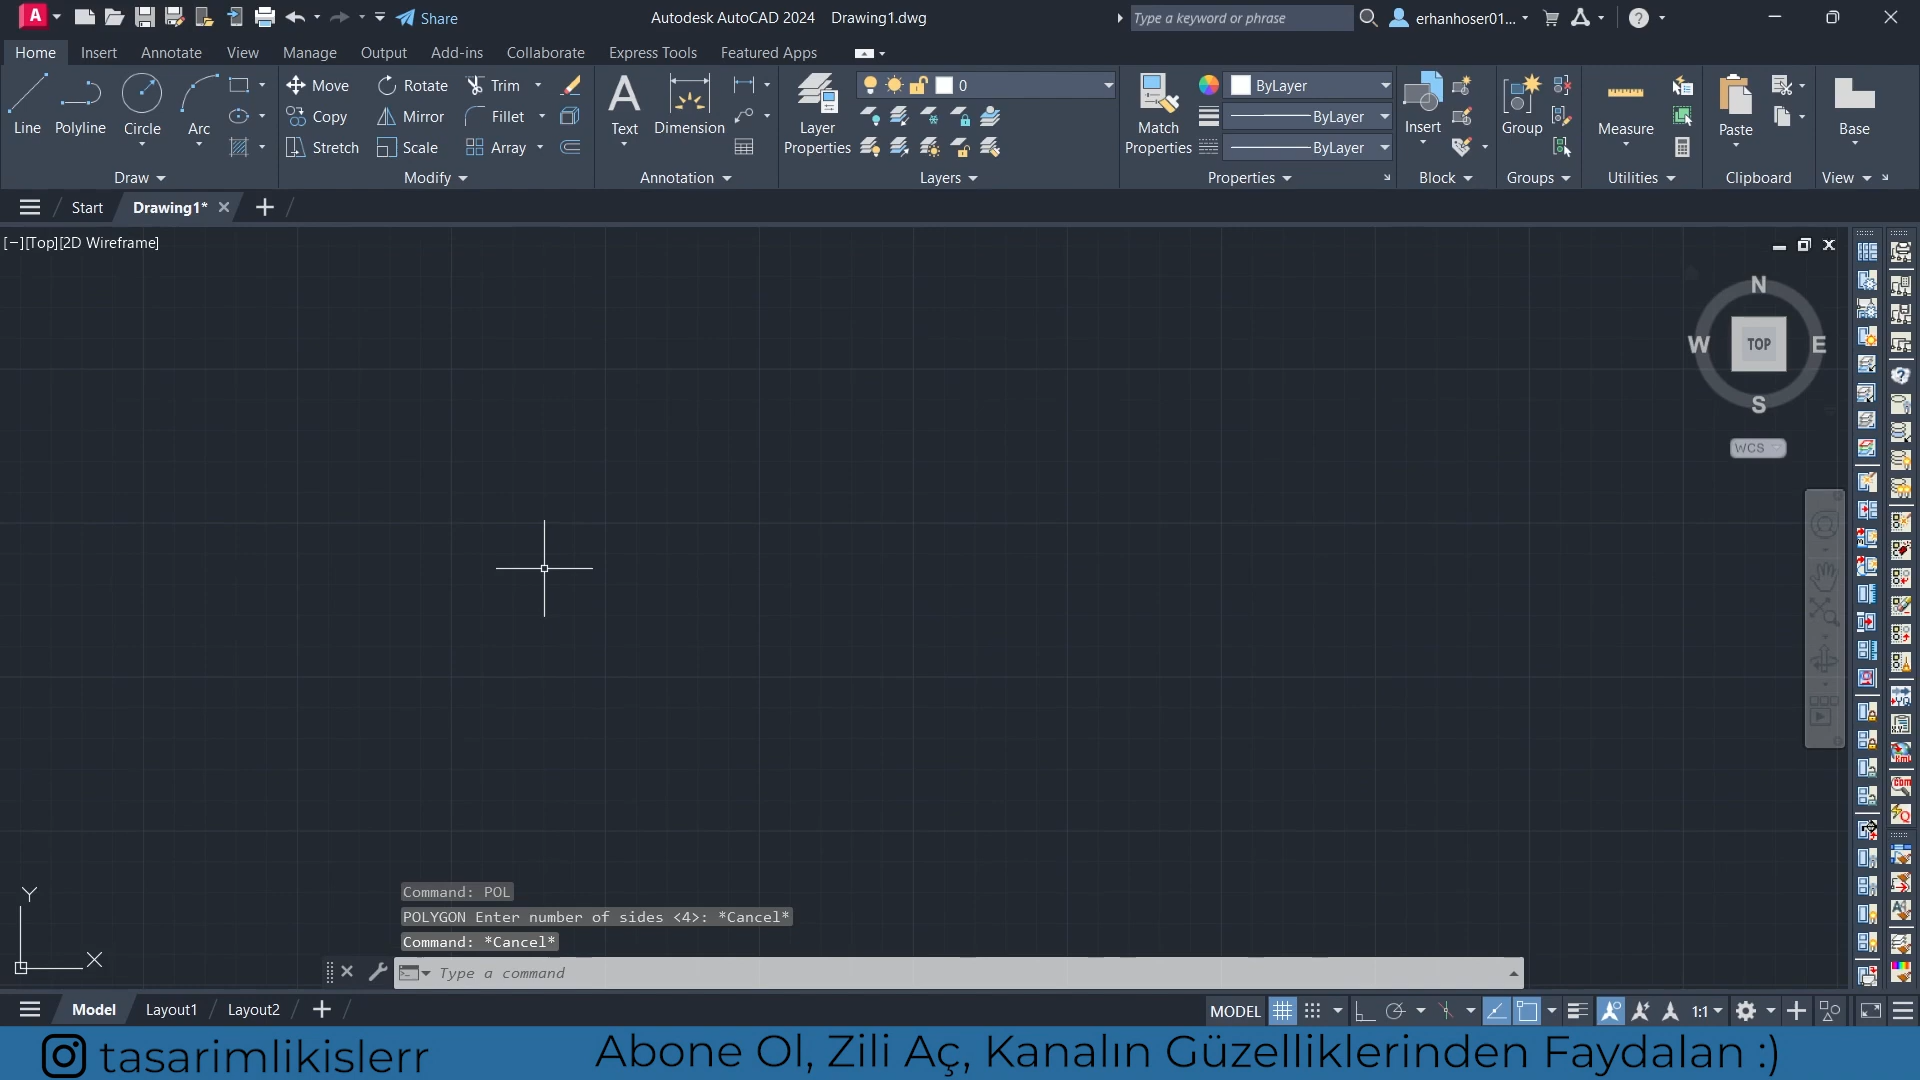 Share
Autodesk AutoCAD 2024 Drawing1.dwg
Type a keyword or phrase
erhanhoser01...
Home Insert Annotate View Manage Output Add-ins Collaborate Express Tools Featured Apps
Line Polyline Circle Arc
Draw
Move Rotate Trim
Copy Mirror Fillet
Stretch Scale Array
Modify
Text Dimension
Annotation
Layer
Properties
0
Layers
Match
Properties
ByLayer
ByLayer
ByLayer
Properties
Insert
Block
Group
Groups
Measure
Utilities
Paste
Clipboard
Base
View
Start Drawing1*
[−][Top][2D Wireframe]
N
W TOP E
S
WCS
Y
X
Command: POL
POLYGON Enter number of sides <4>: *Cancel*
Command: *Cancel*
Type a command
Model Layout1 Layout2
MODEL 1:1
tasarimlikislerr
Abone Ol, Zili Aç, Kanalın Güzelliklerinden Faydalan :)